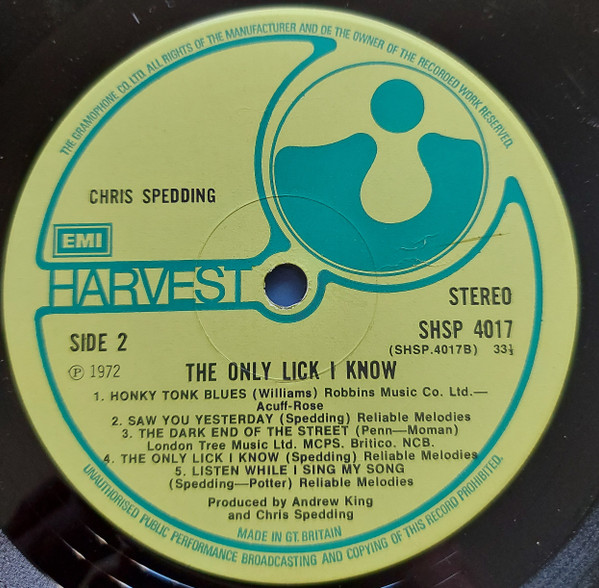 THE GRAMOPHONE CO. LTD. ALL RIGHTS OF THE MANUFACTURER AND OF THE OWNER OF THE RECORDED WORK RESERVED.
CHRIS SPEDDING
EMI
HARVEST
STEREO
SIDE 2
SHSP 4017
(SHSP.4017B) 33⅓
Ⓟ 1972
THE ONLY LICK I KNOW
1. HONKY TONK BLUES (Williams) Robbins Music Co. Ltd.—
Acuff-Rose
2. SAW YOU YESTERDAY (Spedding) Reliable Melodies
3. THE DARK END OF THE STREET (Penn—Moman)
London Tree Music Ltd. MCPS. Britico. NCB.
4. THE ONLY LICK I KNOW (Spedding) Reliable Melodies
5. LISTEN WHILE I SING MY SONG
(Spedding—Potter) Reliable Melodies
Produced by Andrew King
and Chris Spedding
MADE IN GT. BRITAIN
UNAUTHORISED PUBLIC PERFORMANCE BROADCASTING AND COPYING OF THIS RECORD PROHIBITED.